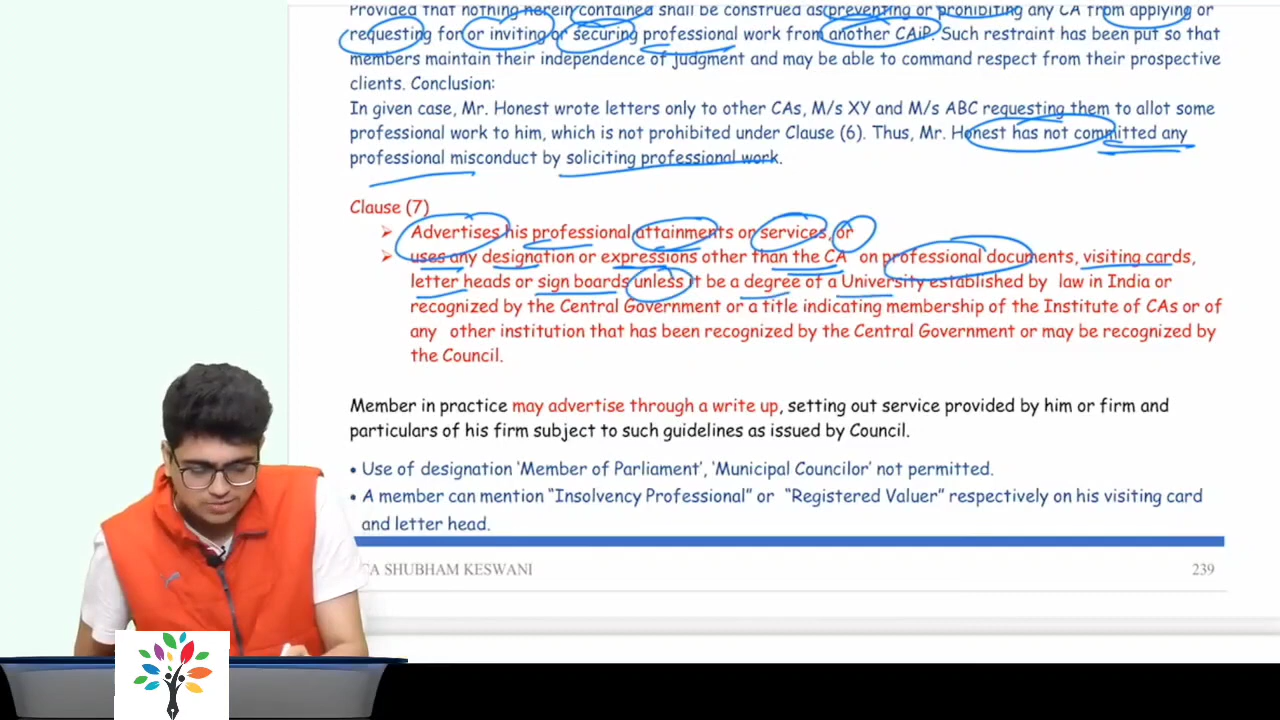 Provided that nothing herein contained shall be construed as preventing or prohibiting any CA from applying or
requesting for or inviting or securing professional work from another CAiP. Such restraint has been put so that
members maintain their independence of judgment and may be able to command respect from their prospective
clients. Conclusion:
In given case, Mr. Honest wrote letters only to other CAs, M/s XY and M/s ABC requesting them to allot some
professional work to him, which is not prohibited under Clause (6). Thus, Mr. Honest has not committed any
professional misconduct by soliciting professional work.
Clause (7)
➢ Advertises his professional attainments or services, or
➢ uses any designation or expressions other than the CA on professional documents, visiting cards,
letter heads or sign boards unless it be a degree of a University established by law in India or
recognized by the Central Government or a title indicating membership of the Institute of CAs or of
any other institution that has been recognized by the Central Government or may be recognized by
the Council.
Member in practice may advertise through a write up, setting out service provided by him or firm and
particulars of his firm subject to such guidelines as issued by Council.
• Use of designation 'Member of Parliament', 'Municipal Councilor' not permitted.
• A member can mention "Insolvency Professional" or "Registered Valuer" respectively on his visiting card
and letter head.
CA SHUBHAM KESWANI 239